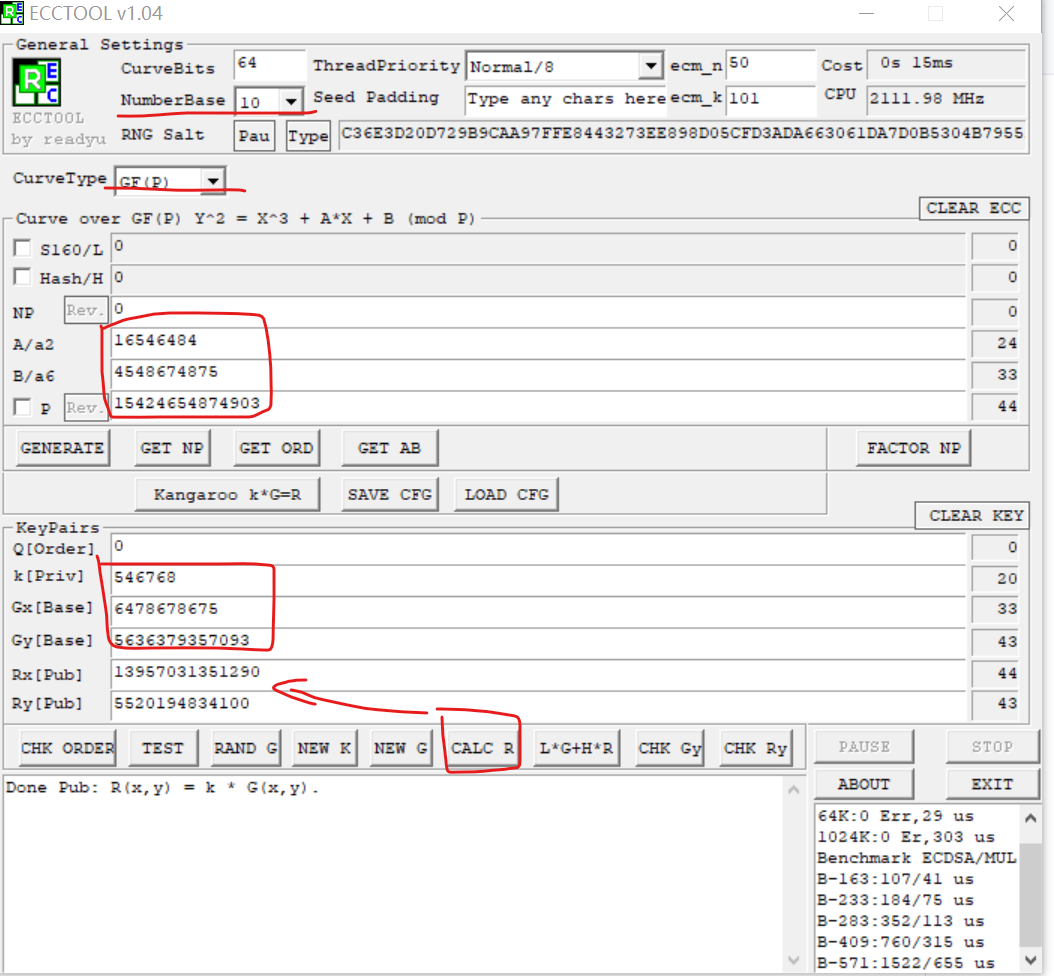 ECCTOOL v1.04
General Settings
CurveBits 64 ThreadPriority Normal/8 ecm_n 50 Cost 0s 15ms
NumberBase 10 Seed Padding Type any chars here ecm_k 101 CPU 2111.98 MHz
ECCTOOL
by readyu
RNG Salt Pau Type C36E3D20D729B9CAA97FFE8443273EE898D05CFD3ADA663061DA7D0B5304B7955
CurveType GF(P)
CLEAR ECC
Curve over GF(P) Y^2 = X^3 + A*X + B (mod P)
S160/L 0 0
Hash/H 0 0
NP Rev. 0 0
A/a2 16546484 24
B/a6 4548674875 33
P Rev. 15424654874903 44
GENERATE GET NP GET ORD GET AB FACTOR NP
Kangaroo k*G=R SAVE CFG LOAD CFG
CLEAR KEY
KeyPairs
Q[Order] 0 0
k[Priv] 546768 20
Gx[Base] 6478678675 33
Gy[Base] 5636379357093 43
Rx[Pub] 13957031351290 44
Ry[Pub] 5520194834100 43
CHK ORDER TEST RAND G NEW K NEW G CALC R L*G+H*R CHK Gy CHK Ry PAUSE STOP
ABOUT EXIT
Done Pub: R(x,y) = k * G(x,y).
64K:0 Err,29 us
1024K:0 Er,303 us
Benchmark ECDSA/MUL
B-163:107/41 us
B-233:184/75 us
B-283:352/113 us
B-409:760/315 us
B-571:1522/655 us